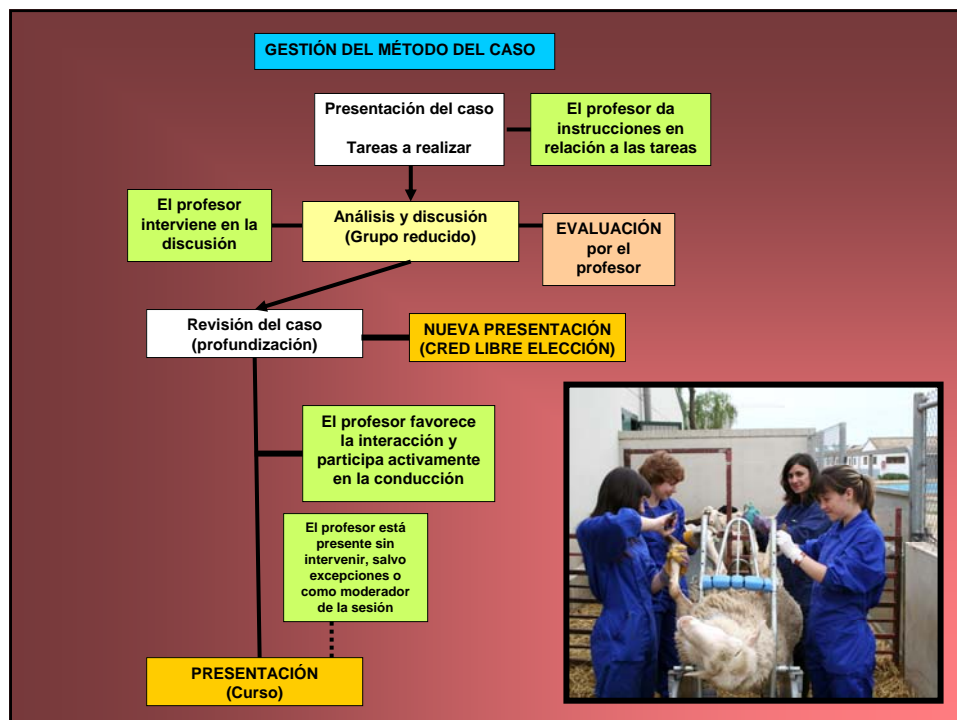 GESTIÓN DEL MÉTODO DEL CASO
Presentación del caso
Tareas a realizar
El profesor da
instrucciones en
relación a las tareas
El profesor
interviene en la
discusión
Análisis y discusión
(Grupo reducido)
EVALUACIÓN
por el
profesor
Revisión del caso
(profundización)
NUEVA PRESENTACIÓN
(CRED LIBRE ELECCIÓN)
El profesor favorece
la interacción y
participa activamente
en la conducción
El profesor está
presente sin
intervenir, salvo
excepciones o
como moderador
de la sesión
PRESENTACIÓN
(Curso)